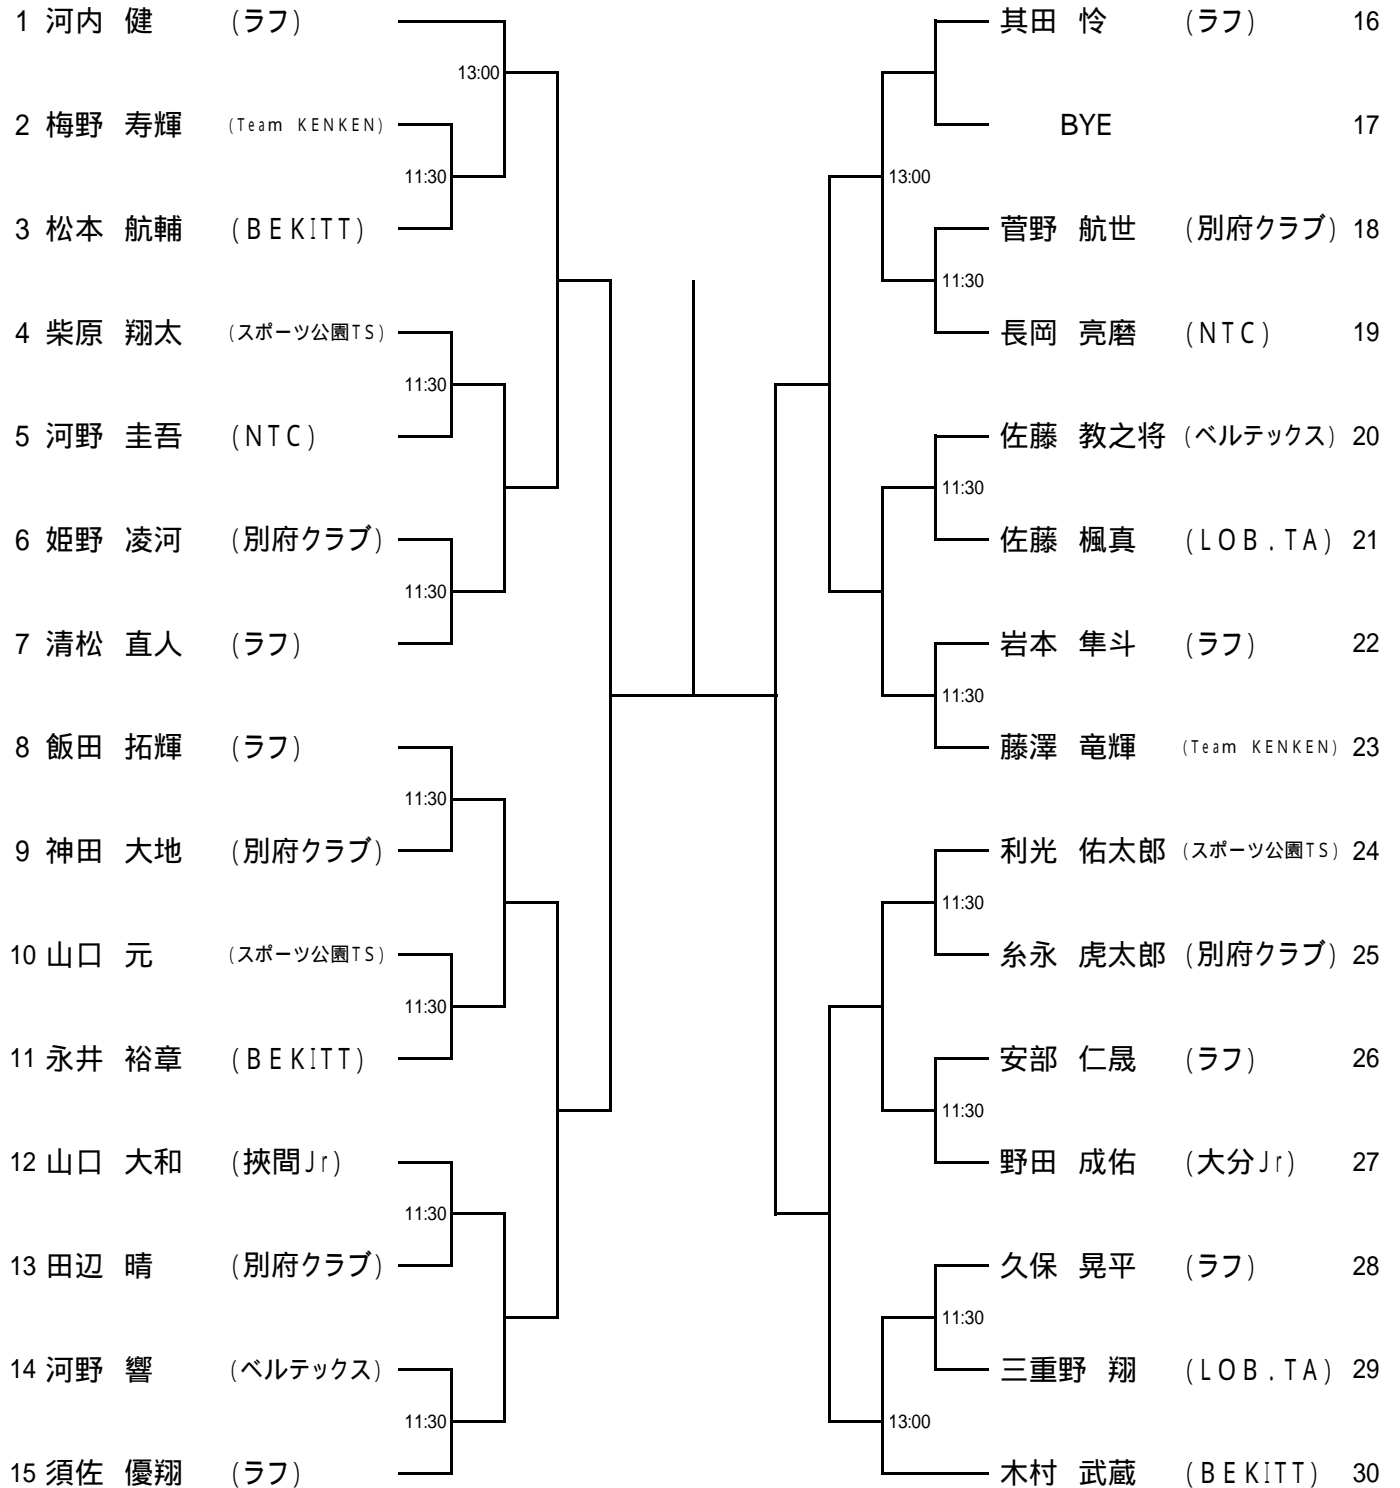 1 河内 健 (ラフ)
13:00
2 梅野 寿輝 (Team KENKEN)
11:30
3 松本 航輔 (BEKITT)
4 柴原 翔太 (スポーツ公園TS)
11:30
5 河野 圭吾 (NTC)
6 姫野 凌河 (別府クラブ)
11:30
7 清松 直人 (ラフ)
8 飯田 拓輝 (ラフ)
11:30
9 神田 大地 (別府クラブ)
10 山口 元 (スポーツ公園TS)
11:30
11 永井 裕章 (BEKITT)
12 山口 大和 (挾間Jr)
11:30
13 田辺 晴 (別府クラブ)
14 河野 響 (ベルテックス)
11:30
15 須佐 優翔 (ラフ)
其田 怜 (ラフ) 16
BYE 17
13:00
菅野 航世 (別府クラブ) 18
11:30
長岡 亮磨 (NTC) 19
佐藤 教之将 (ベルテックス) 20
11:30
佐藤 楓真 (LOB.TA) 21
岩本 隼斗 (ラフ) 22
11:30
藤澤 竜輝 (Team KENKEN) 23
利光 佑太郎 (スポーツ公園TS) 24
11:30
糸永 虎太郎 (別府クラブ) 25
安部 仁晟 (ラフ) 26
11:30
野田 成佑 (大分Jr) 27
久保 晃平 (ラフ) 28
11:30
三重野 翔 (LOB.TA) 29
13:00
木村 武蔵 (BEKITT) 30